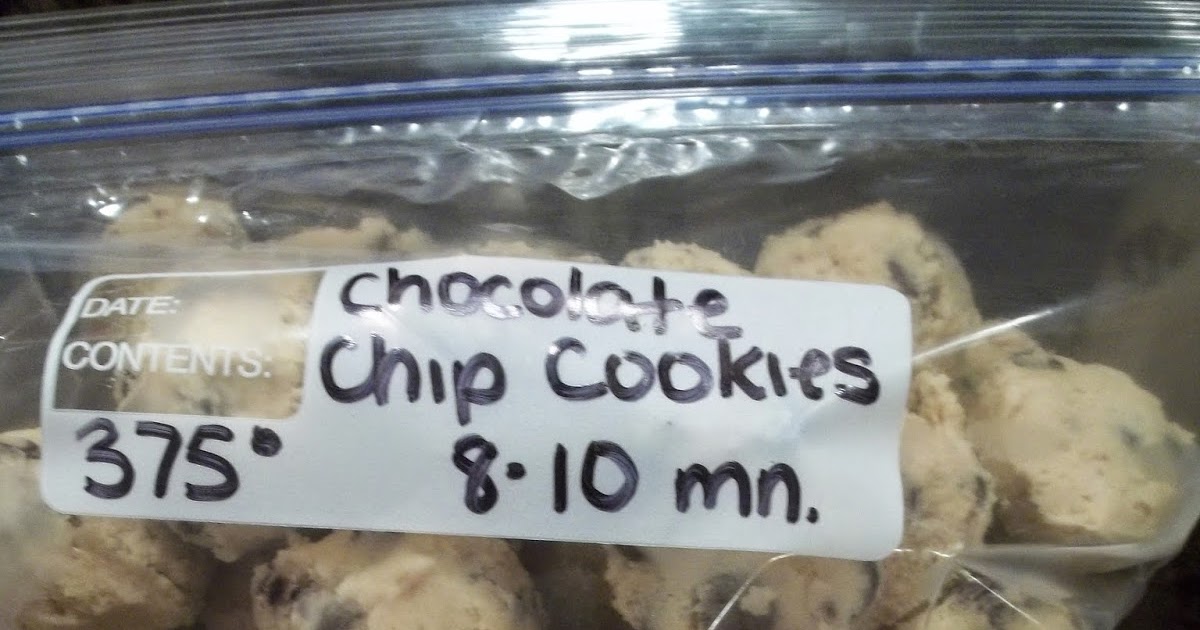 DATE:
CONTENTS:
chocolate
Chip Cookies
375° 8-10 mn.